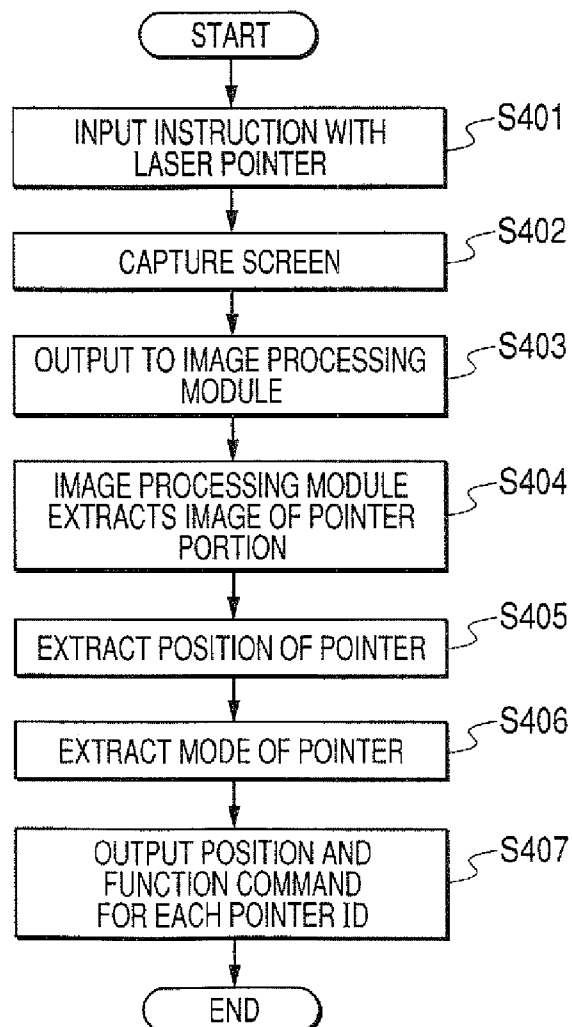 START
INPUT INSTRUCTION WITH
LASER POINTER
S401
CAPTURE SCREEN
S402
OUTPUT TO IMAGE PROCESSING
MODULE
S403
IMAGE PROCESSING MODULE
EXTRACTS IMAGE OF POINTER
PORTION
S404
EXTRACT POSITION OF POINTER
S405
EXTRACT MODE OF POINTER
S406
OUTPUT POSITION AND
FUNCTION COMMAND
FOR EACH POINTER ID
S407
END